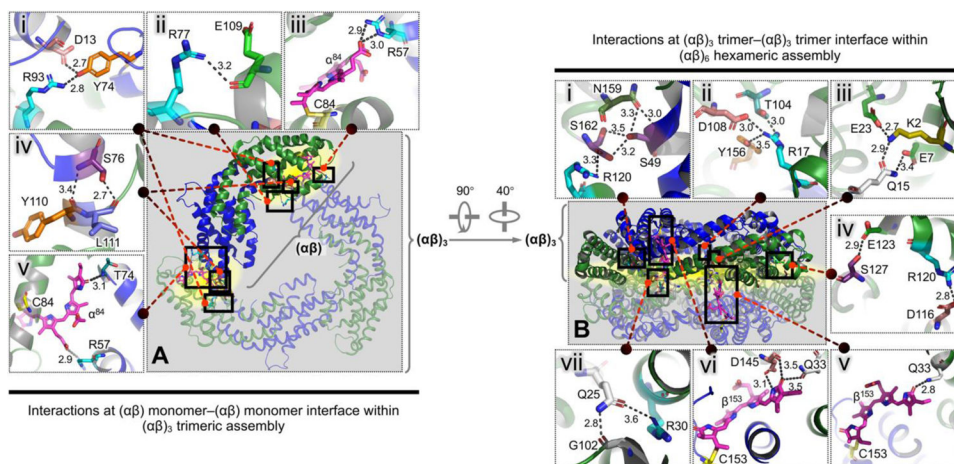 i
D13
R93
2.7
2.8
Y74
ii
R77
E109
3.2
iii
2.9
3.0
R57
α⁸⁴
C84
iv
S76
3.4
2.7
Y110
L111
v
T74
3.1
C84
α⁸⁴
2.9
R57
A
(αβ)
(αβ)₃
Interactions at (αβ) monomer–(αβ) monomer interface within
(αβ)₃ trimeric assembly
90°
40°
Interactions at (αβ)₃ trimer–(αβ)₃ trimer interface within
(αβ)₆ hexameric assembly
i
N159
3.3
3.0
S162
3.5
3.2
S49
3.3
R120
ii
T104
D108
3.0
3.0
3.5
Y156
R17
iii
E23
K2
2.7
2.9
E7
3.4
Q15
(αβ)₃
B
iv
2.9
E123
S127
R120
2.8
D116
vii
Q25
2.8
3.6
R30
G102
vi
D145
3.5
Q33
3.1
3.5
β¹⁵³
C153
v
Q33
2.8
β¹⁵³
C153